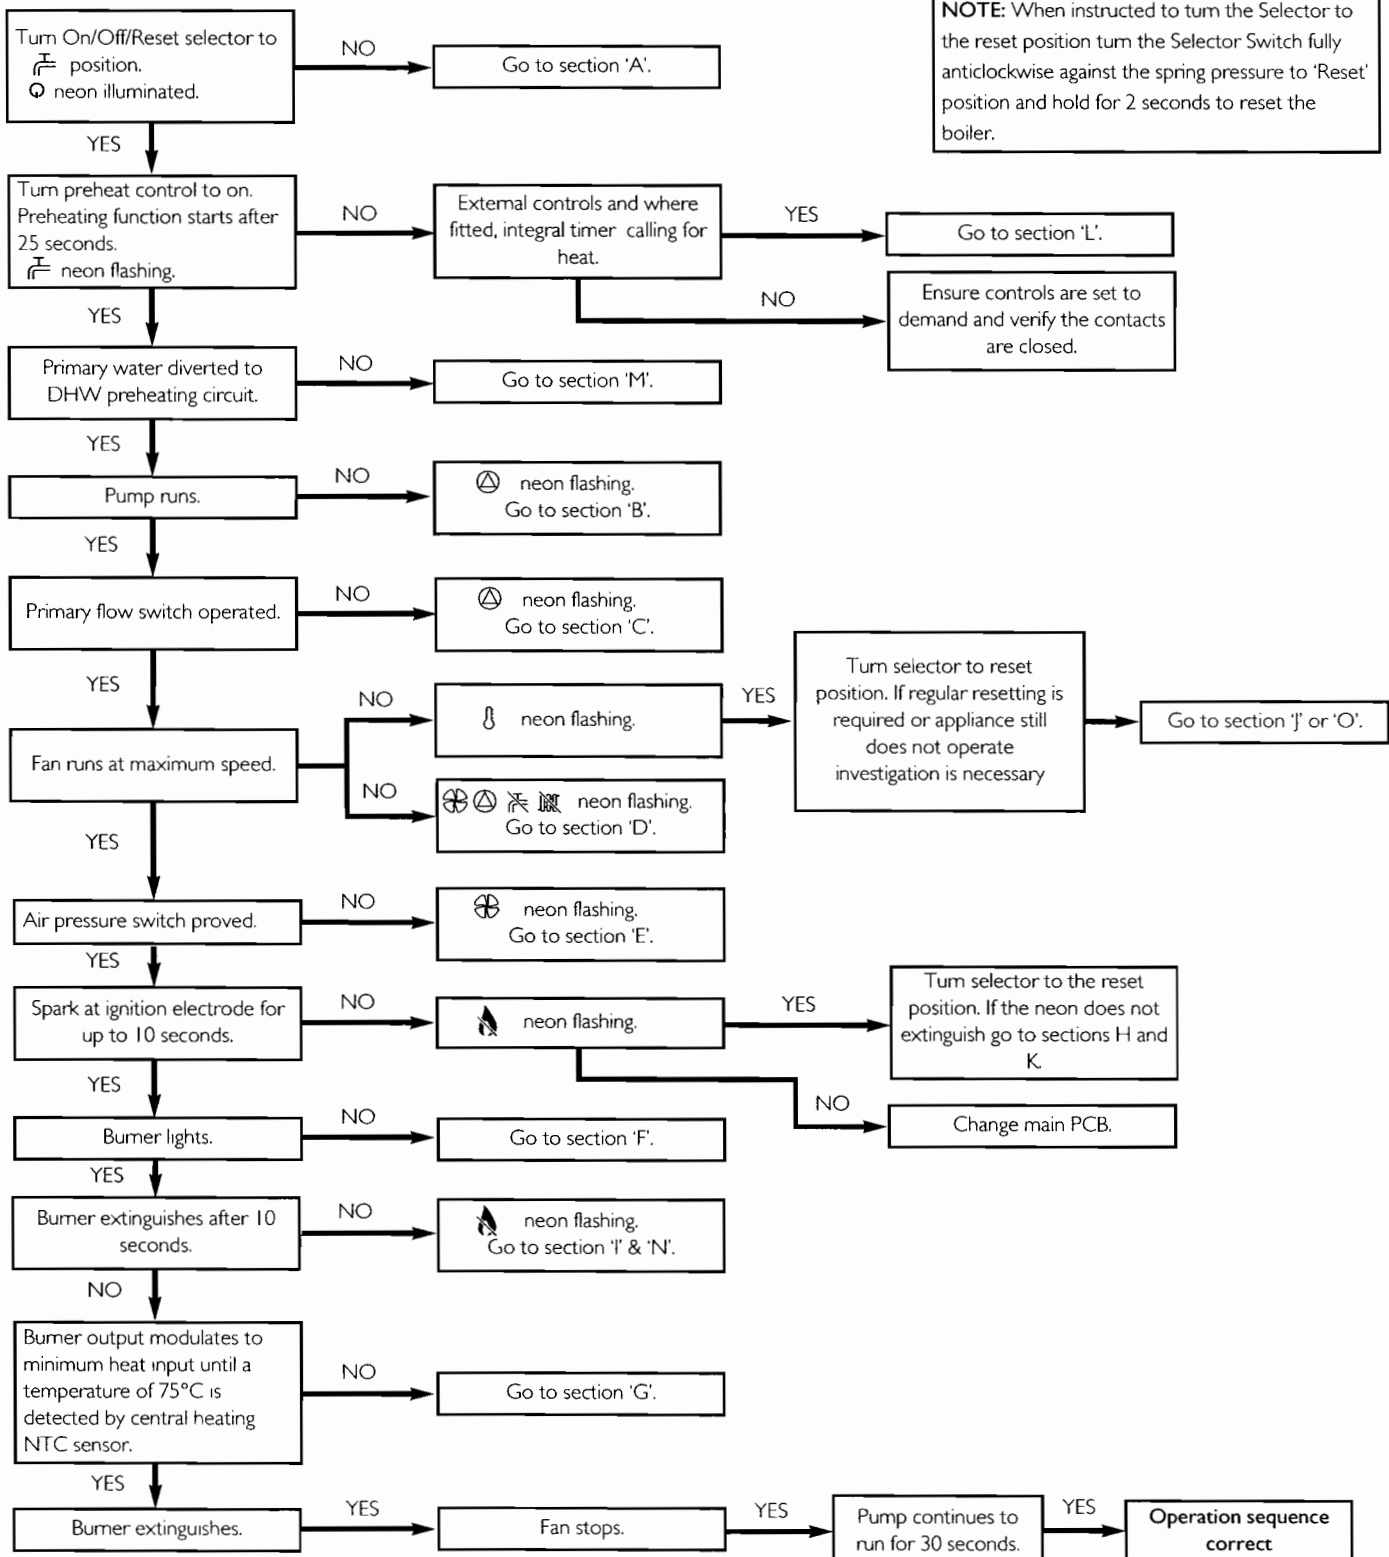 Turn On/Off/Reset selector to
position.
neon illuminated.
NO
Go to section 'A'.
NOTE: When instructed to turn the Selector to
the reset position turn the Selector Switch fully
anticlockwise against the spring pressure to 'Reset'
position and hold for 2 seconds to reset the
boiler.
YES
Turn preheat control to on.
Preheating function starts after
25 seconds.
neon flashing.
NO
External controls and where
fitted, integral timer calling for
heat.
YES
Go to section 'L'.
NO
Ensure controls are set to
demand and verify the contacts
are closed.
YES
Primary water diverted to
DHW preheating circuit.
NO
Go to section 'M'.
YES
Pump runs.
NO
neon flashing.
Go to section 'B'.
YES
Primary flow switch operated.
NO
neon flashing.
Go to section 'C'.
YES
Fan runs at maximum speed.
NO
neon flashing.
YES
Turn selector to reset
position. If regular resetting is
required or appliance still
does not operate
investigation is necessary
Go to section 'J' or 'O'.
NO
neon flashing.
Go to section 'D'.
YES
Air pressure switch proved.
NO
neon flashing.
Go to section 'E'.
YES
Spark at ignition electrode for
up to 10 seconds.
NO
neon flashing.
YES
Turn selector to the reset
position. If the neon does not
extinguish go to sections H and
K.
NO
Change main PCB.
YES
Burner lights.
NO
Go to section 'F'.
YES
Burner extinguishes after 10
seconds.
NO
neon flashing.
Go to section 'I' & 'N'.
NO
Burner output modulates to
minimum heat input until a
temperature of 75°C is
detected by central heating
NTC sensor.
NO
Go to section 'G'.
YES
Burner extinguishes.
YES
Fan stops.
YES
Pump continues to
run for 30 seconds.
YES
Operation sequence
correct